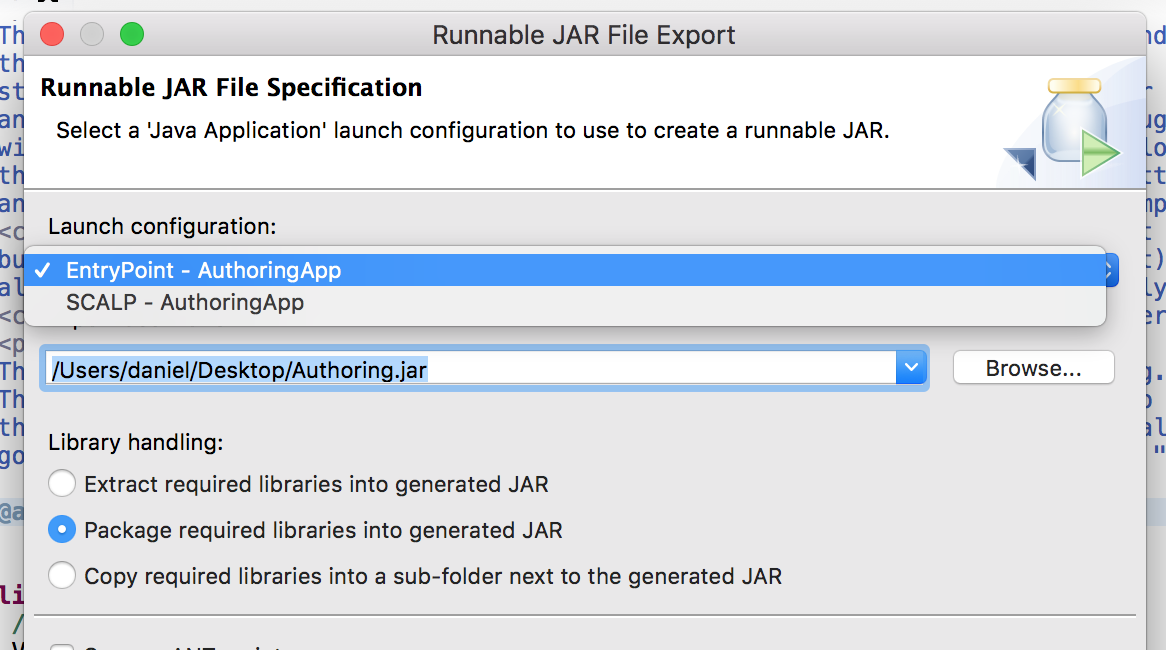 Runnable JAR File Export
Runnable JAR File Specification
Select a 'Java Application' launch configuration to use to create a runnable JAR.
Launch configuration:
✓ EntryPoint - AuthoringApp
SCALP - AuthoringApp
/Users/daniel/Desktop/Authoring.jar
Browse...
Library handling:
Extract required libraries into generated JAR
Package required libraries into generated JAR
Copy required libraries into a sub-folder next to the generated JAR